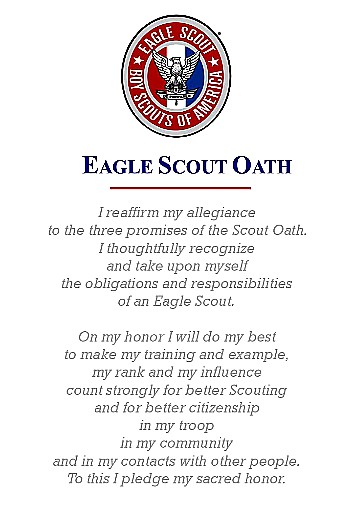 EAGLE SCOUT
BOY SCOUTS OF AMERICA
EAGLE SCOUT OATH
I reaffirm my allegiance
to the three promises of the Scout Oath.
I thoughtfully recognize
and take upon myself
the obligations and responsibilities
of an Eagle Scout.
On my honor I will do my best
to make my training and example,
my rank and my influence
count strongly for better Scouting
and for better citizenship
in my troop
in my community
and in my contacts with other people.
To this I pledge my sacred honor.